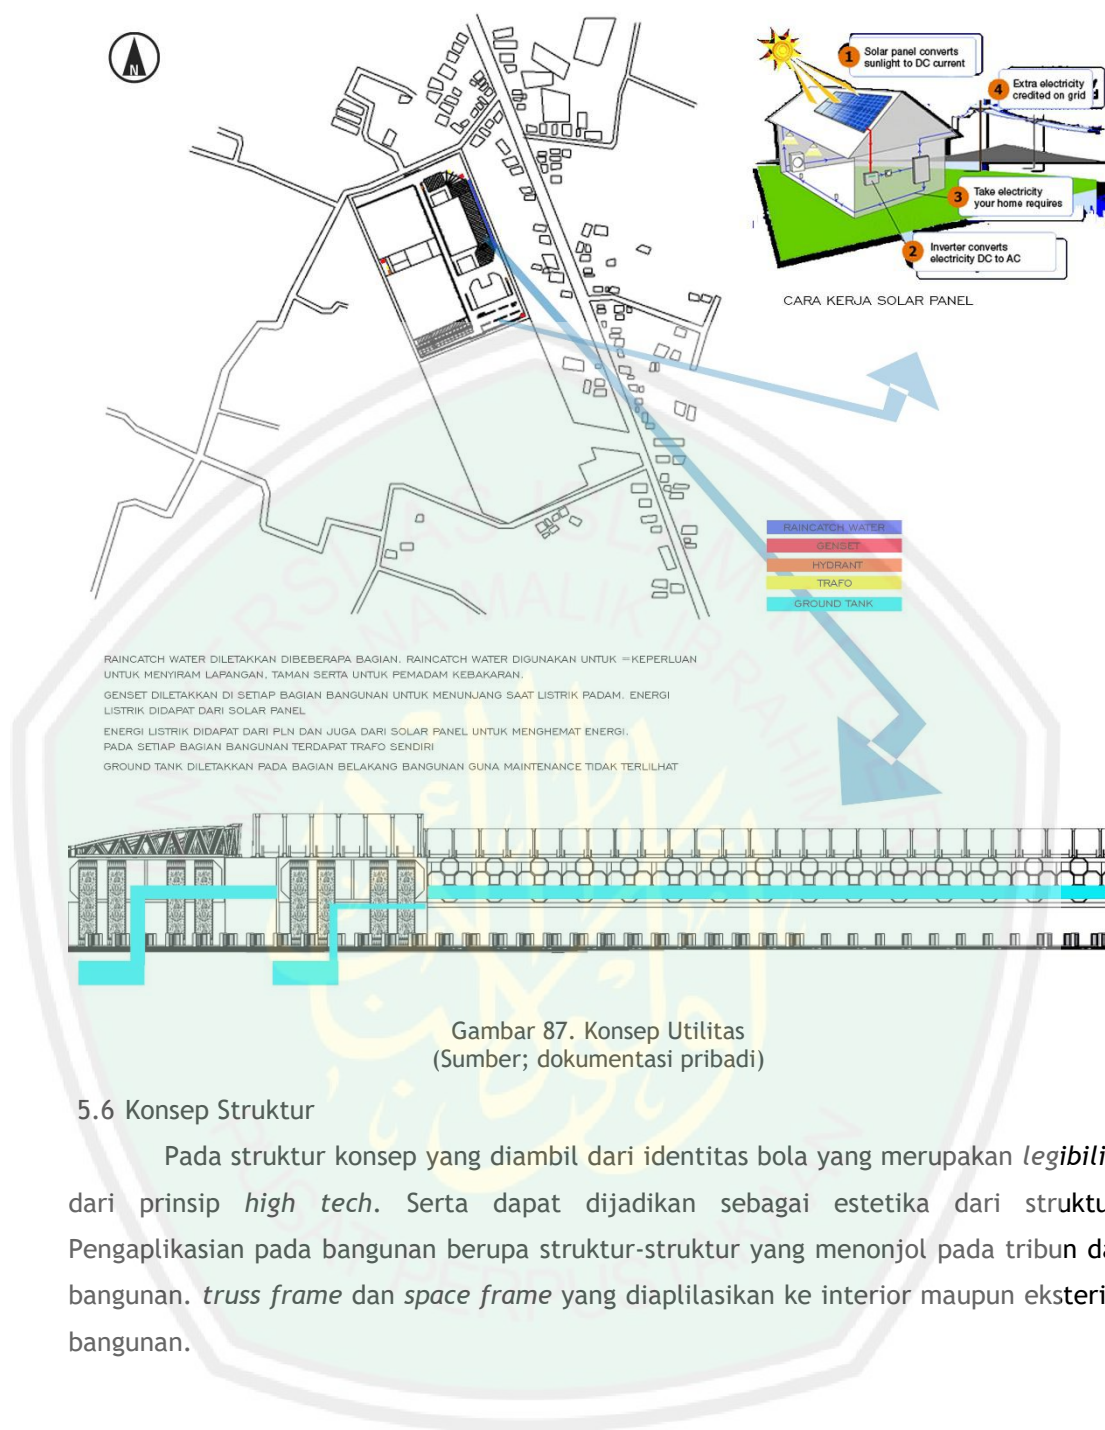 N
1 Solar panel converts
sunlight to DC current
4 Extra electricity
credited on grid
3 Take electricity
your home requires
2 Inverter converts
electricity DC to AC
CARA KERJA SOLAR PANEL
RAINCATCH WATER
GENSET
HYDRANT
TRAFO
GROUND TANK
RAINCATCH WATER DILETAKKAN DIBEBERAPA BAGIAN. RAINCATCH WATER DIGUNAKAN UNTUK =KEPERLUAN
UNTUK MENYIRAM LAPANGAN, TAMAN SERTA UNTUK PEMADAM KEBAKARAN.
GENSET DILETAKKAN DI SETIAP BAGIAN BANGUNAN UNTUK MENUNJANG SAAT LISTRIK PADAM. ENERGI
LISTRIK DIDAPAT DARI SOLAR PANEL
ENERGI LISTRIK DIDAPAT DARI PLN DAN JUGA DARI SOLAR PANEL UNTUK MENGHEMAT ENERGI.
PADA SETIAP BAGIAN BANGUNAN TERDAPAT TRAFO SENDIRI
GROUND TANK DILETAKKAN PADA BAGIAN BELAKANG BANGUNAN GUNA MAINTENANCE TIDAK TERLILHAT
Gambar 87. Konsep Utilitas
(Sumber; dokumentasi pribadi)
5.6 Konsep Struktur
Pada struktur konsep yang diambil dari identitas bola yang merupakan legibili
dari prinsip high tech. Serta dapat dijadikan sebagai estetika dari struktu
Pengaplikasian pada bangunan berupa struktur-struktur yang menonjol pada tribun da
bangunan. truss frame dan space frame yang diaplilasikan ke interior maupun eksteri
bangunan.
PUSAT PERPUSTAKAAN